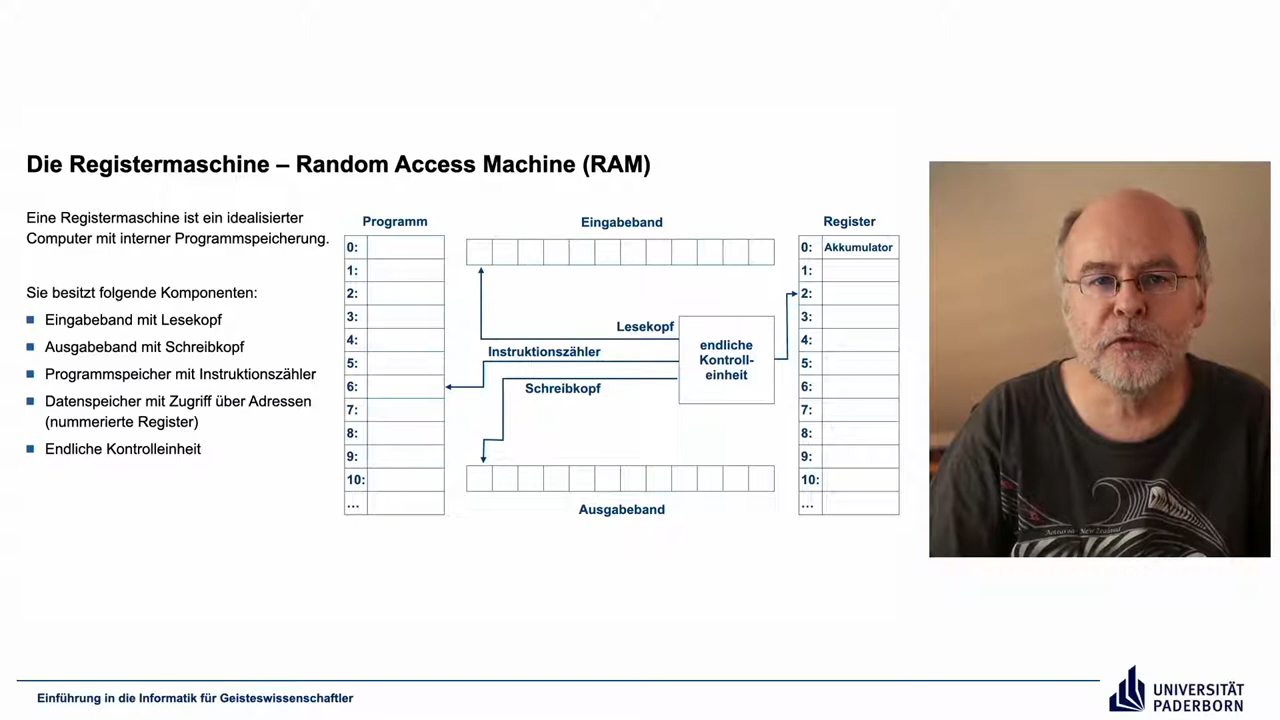 Die Registermaschine – Random Access Machine (RAM)
Eine Registermaschine ist ein idealisierter
Computer mit interner Programmspeicherung.
Sie besitzt folgende Komponenten:
Eingabeband mit Lesekopf
Ausgabeband mit Schreibkopf
Programmspeicher mit Instruktionszähler
Datenspeicher mit Zugriff über Adressen
(nummerierte Register)
Endliche Kontrolleinheit
Programm
0:
1:
2:
3:
4:
5:
6:
7:
8:
9:
10:
...
Eingabeband
Lesekopf
Instruktionszähler
Schreibkopf
endliche
Kontroll-
einheit
Ausgabeband
Register
0: Akkumulator
1:
2:
3:
4:
5:
6:
7:
8:
9:
10:
...
Aotearoa - New Zealand
Einführung in die Informatik für Geisteswissenschaftler
UNIVERSITÄT
PADERBORN